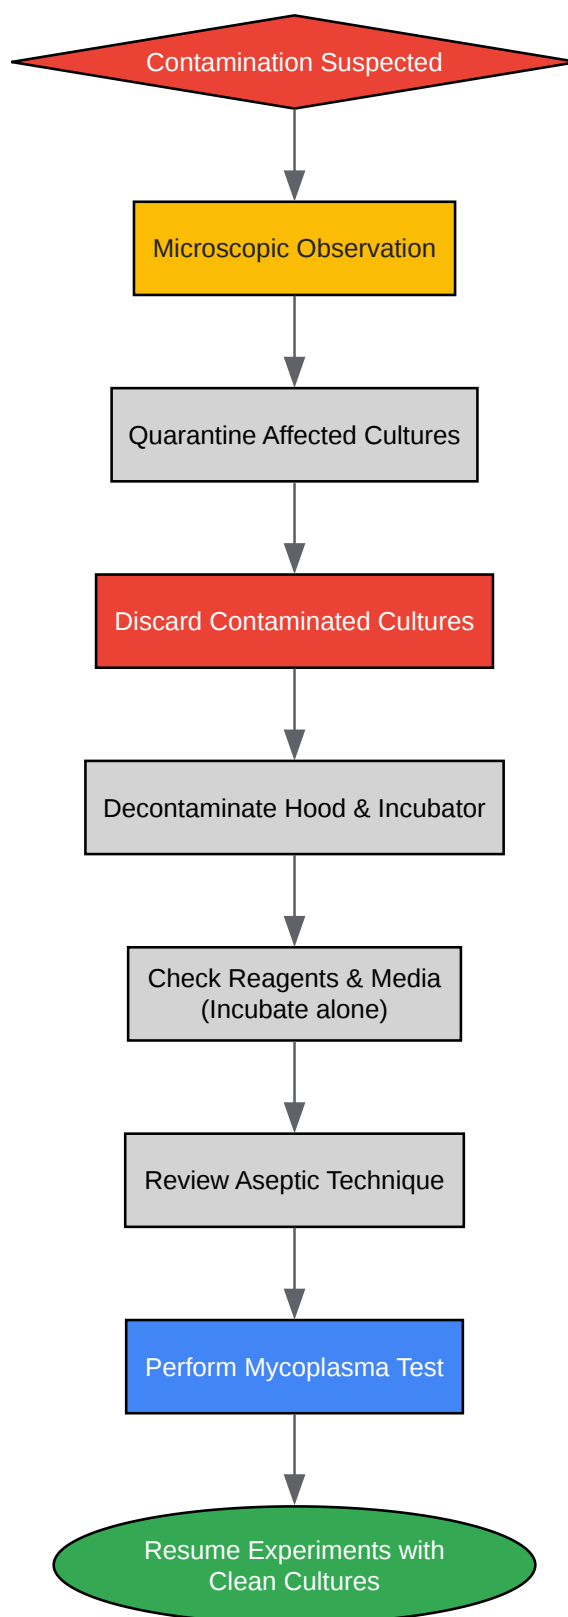 Contamination Suspected
Microscopic Observation
Quarantine Affected Cultures
Discard Contaminated Cultures
Decontaminate Hood & Incubator
Check Reagents & Media
(Incubate alone)
Review Aseptic Technique
Perform Mycoplasma Test
Resume Experiments with
Clean Cultures